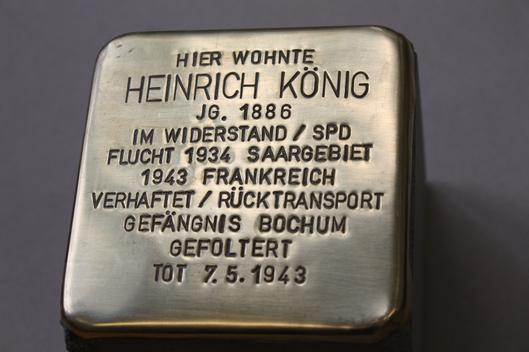 HIER WOHNTE
HEINRICH KÖNIG
JG. 1886
IM WIDERSTAND / SPD
FLUCHT 1934 SAARGEBIET
1943 FRANKREICH
VERHAFTET / RÜCKTRANSPORT
GEFÄNGNIS BOCHUM
GEFOLTERT
TOT 7.5.1943